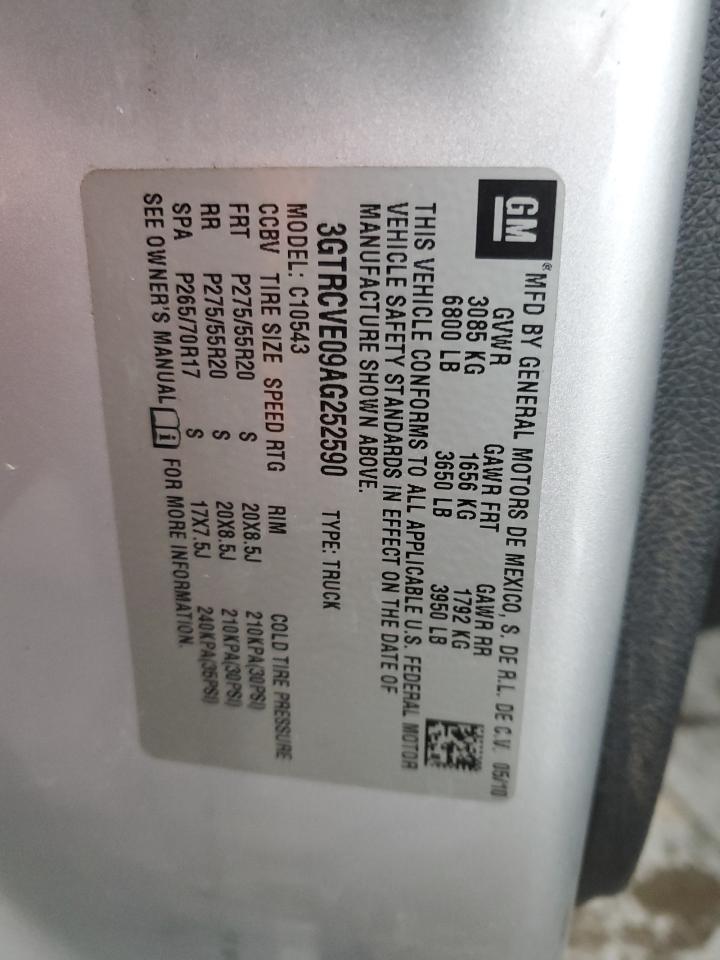 GM
® MFD BY GENERAL MOTORS DE MEXICO, S. DE R.L. DE C.V. 05/10
GVWR GAWR FRT GAWR RR
3085 KG 1656 KG 1792 KG
6800 LB 3650 LB 3950 LB
THIS VEHICLE CONFORMS TO ALL APPLICABLE U.S. FEDERAL MOTOR
VEHICLE SAFETY STANDARDS IN EFFECT ON THE DATE OF
MANUFACTURE SHOWN ABOVE.
3GTRCVE09AG252590 TYPE: TRUCK
MODEL: C10543
CCBV TIRE SIZE SPEED RTG RIM COLD TIRE PRESSURE
FRT P275/55R20 S 20X8.5J 210KPA(30PSI)
RR P275/55R20 S 20X8.5J 210KPA(30PSI)
SPA P265/70R17 S 17X7.5J 240KPA(35PSI)
SEE OWNER'S MANUAL i FOR MORE INFORMATION.